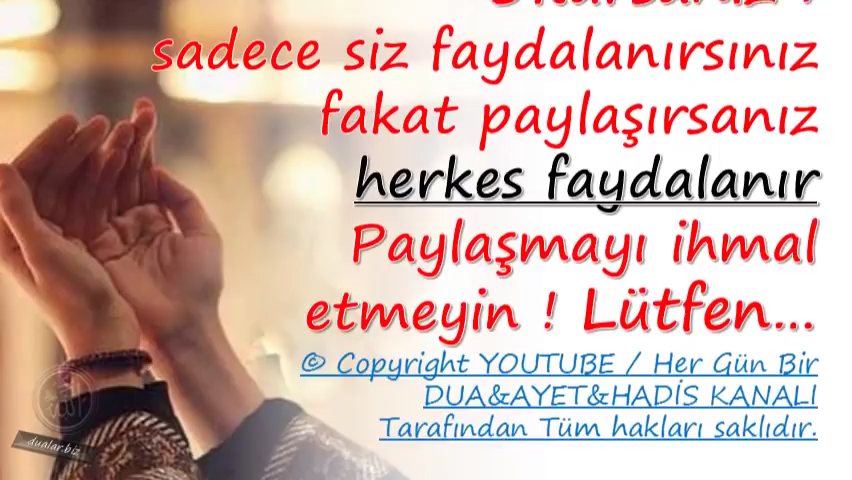 sadece siz faydalanırsınız
fakat paylaşırsanız
herkes faydalanır
Paylaşmayı ihmal
etmeyin ! Lütfen...
© Copyright YOUTUBE / Her Gün Bir
DUA&AYET&HADİS KANALI
Tarafından Tüm hakları saklıdır.
dualar.biz